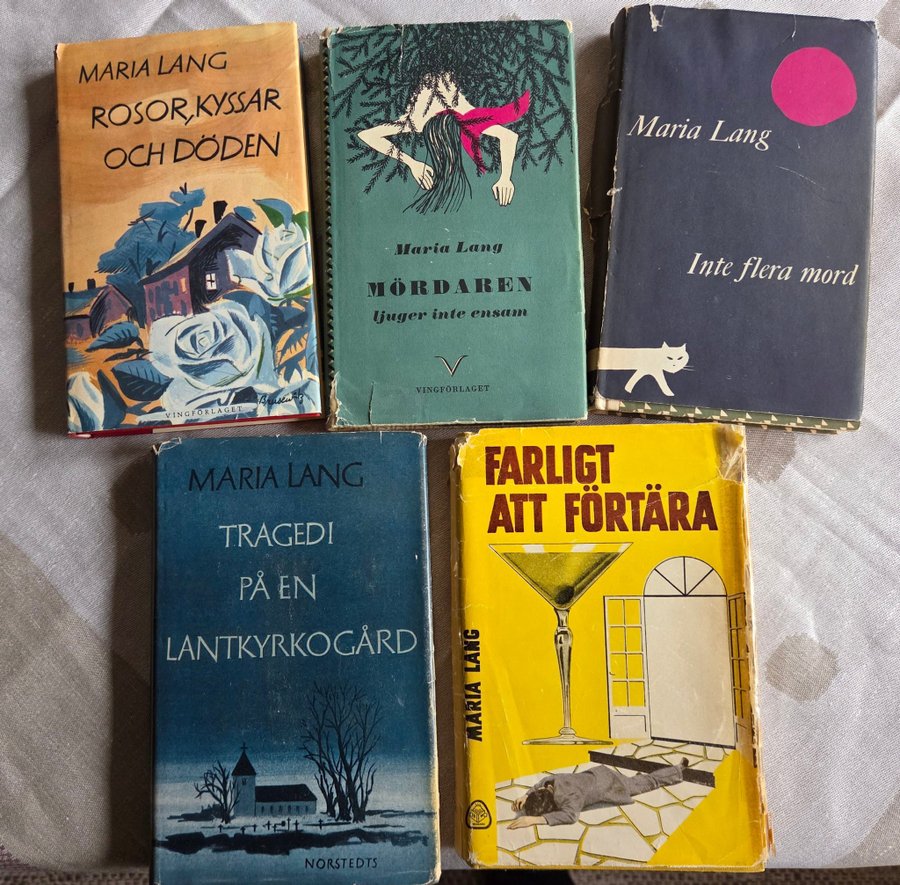 MARIA LANG
ROSOR, KYSSAR
OCH DÖDEN
VINGFÖRLAGET
Maria Lang
MÖRDAREN
ljuger inte ensam
VINGFÖRLAGET
Maria Lang
Inte flera mord
MARIA LANG
TRAGEDI
PÅ EN
LANTKYRKOGÅRD
NORSTEDTS
FARLIGT
ATT FÖRTÄRA
MARIA LANG